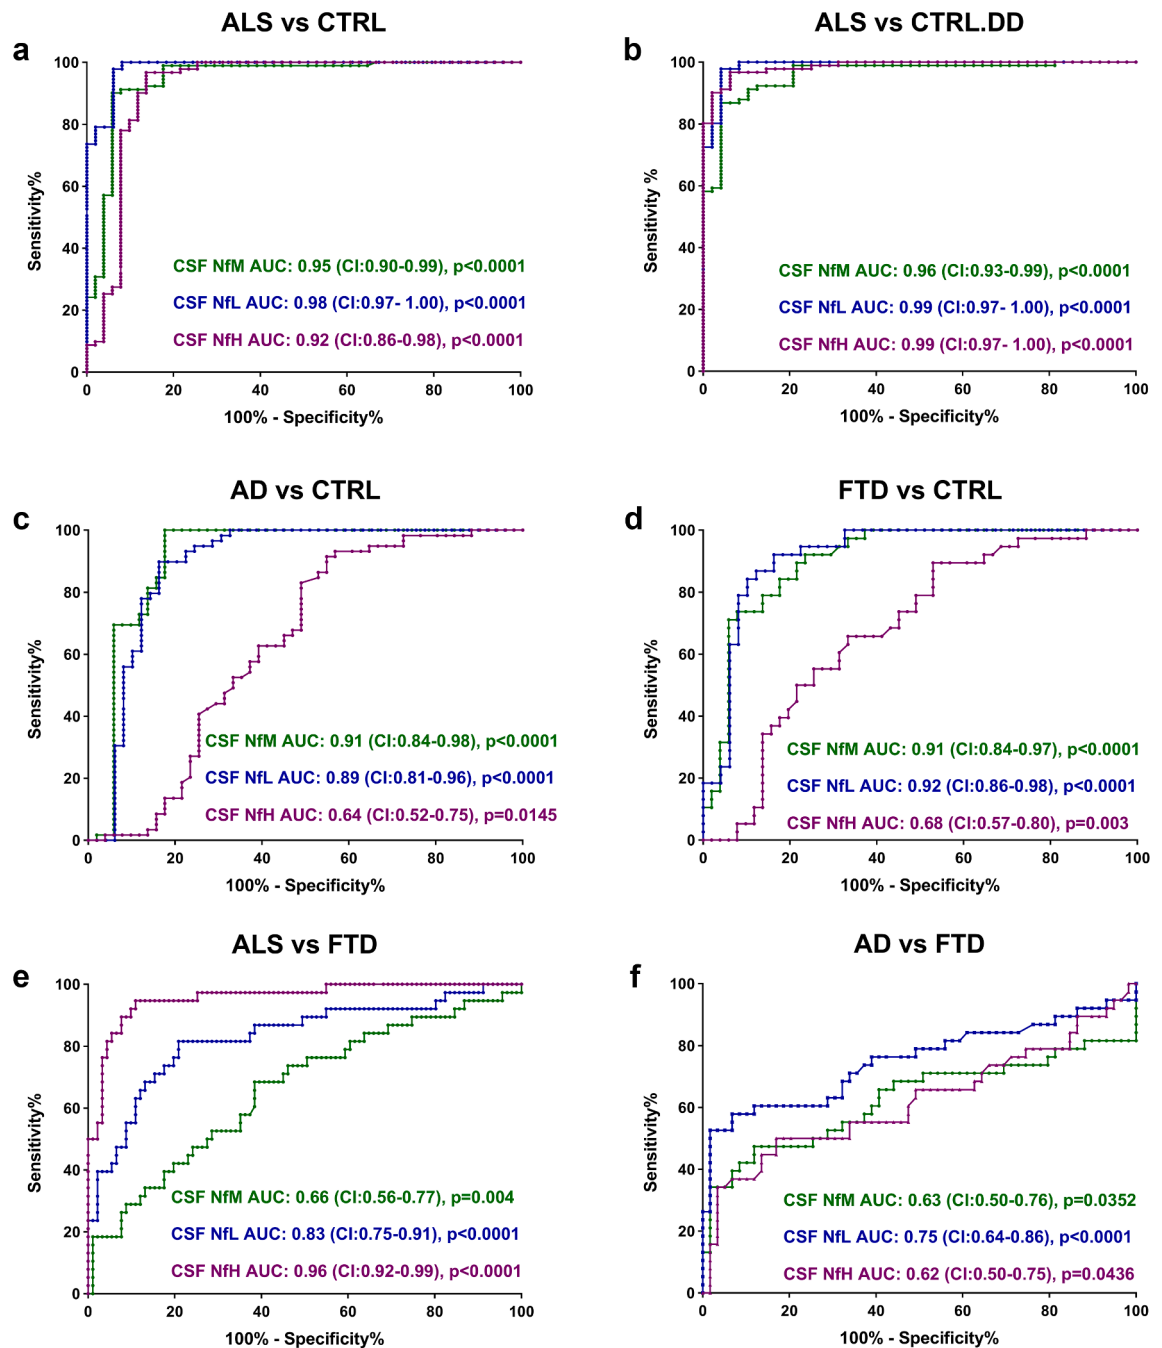 ALS vs CTRL
a
100
80
60
40
20
0
Sensitivity%
CSF NfM AUC: 0.95 (CI:0.90-0.99), p<0.0001
CSF NfL AUC: 0.98 (CI:0.97- 1.00), p<0.0001
CSF NfH AUC: 0.92 (CI:0.86-0.98), p<0.0001
0 20 40 60 80 100
100% - Specificity%
ALS vs CTRL.DD
b
100
80
60
40
20
0
Sensitivity %
CSF NfM AUC: 0.96 (CI:0.93-0.99), p<0.0001
CSF NfL AUC: 0.99 (CI:0.97- 1.00), p<0.0001
CSF NfH AUC: 0.99 (CI:0.97- 1.00), p<0.0001
0 20 40 60 80 100
100% - Specificity%
AD vs CTRL
c
100
80
60
40
20
0
Sensitivity%
CSF NfM AUC: 0.91 (CI:0.84-0.98), p<0.0001
CSF NfL AUC: 0.89 (CI:0.81-0.96), p<0.0001
CSF NfH AUC: 0.64 (CI:0.52-0.75), p=0.0145
0 20 40 60 80 100
100% - Specificity%
FTD vs CTRL
d
100
80
60
40
20
0
Sensitivity%
CSF NfM AUC: 0.91 (CI:0.84-0.97), p<0.0001
CSF NfL AUC: 0.92 (CI:0.86-0.98), p<0.0001
CSF NfH AUC: 0.68 (CI:0.57-0.80), p=0.003
0 20 40 60 80 100
100% - Specificity%
ALS vs FTD
e
100
80
60
40
20
0
Sensitivity%
CSF NfM AUC: 0.66 (CI:0.56-0.77), p=0.004
CSF NfL AUC: 0.83 (CI:0.75-0.91), p<0.0001
CSF NfH AUC: 0.96 (CI:0.92-0.99), p<0.0001
0 20 40 60 80 100
100% - Specificity%
AD vs FTD
f
100
80
60
40
20
0
Sensitivity%
CSF NfM AUC: 0.63 (CI:0.50-0.76), p=0.0352
CSF NfL AUC: 0.75 (CI:0.64-0.86), p<0.0001
CSF NfH AUC: 0.62 (CI:0.50-0.75), p=0.0436
0 20 40 60 80 100
100% - Specificity%